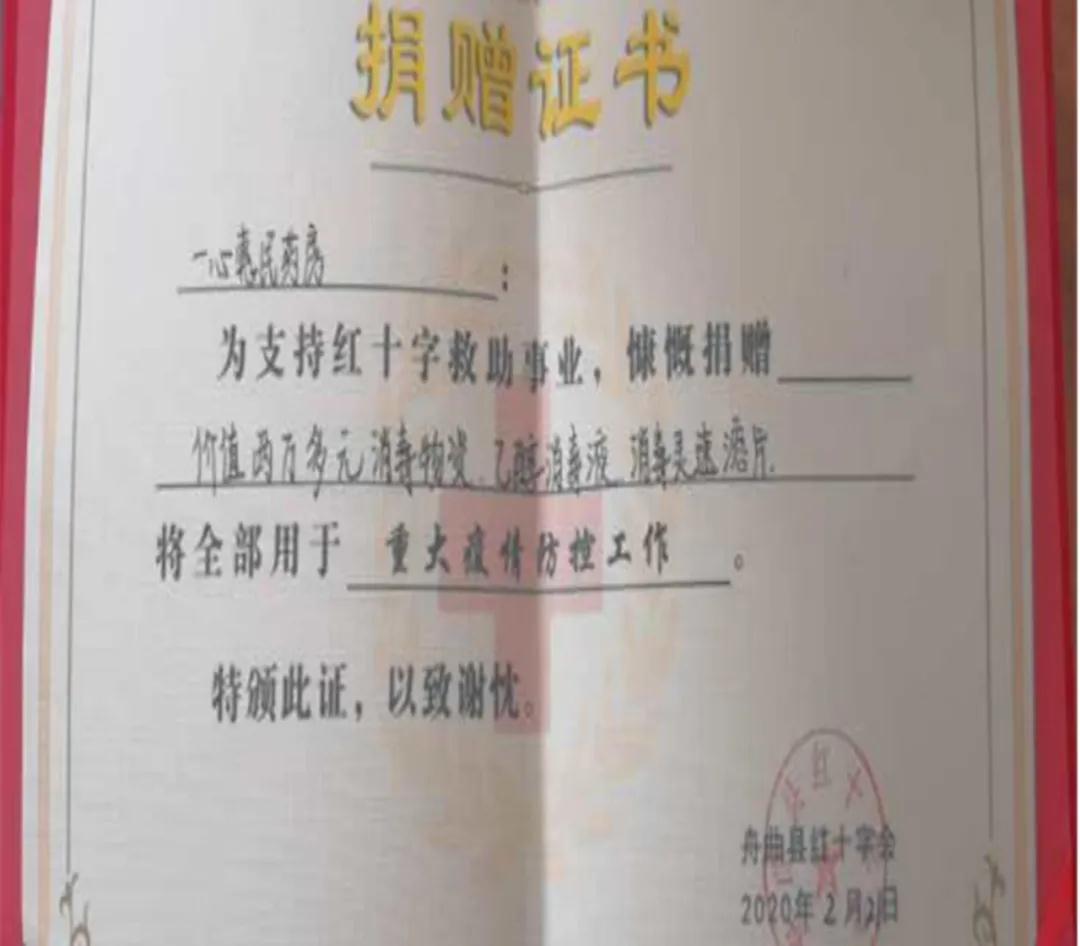 捐赠证书
一心惠民药房：
为支持红十字救助事业，慷慨捐赠
价值两万多元消毒物资.乙醇消毒液.消毒灵速溶片.
将全部用于重大疫情防控工作。
特颁此证，以致谢忱。
舟曲县红十字会
2020年2月2日